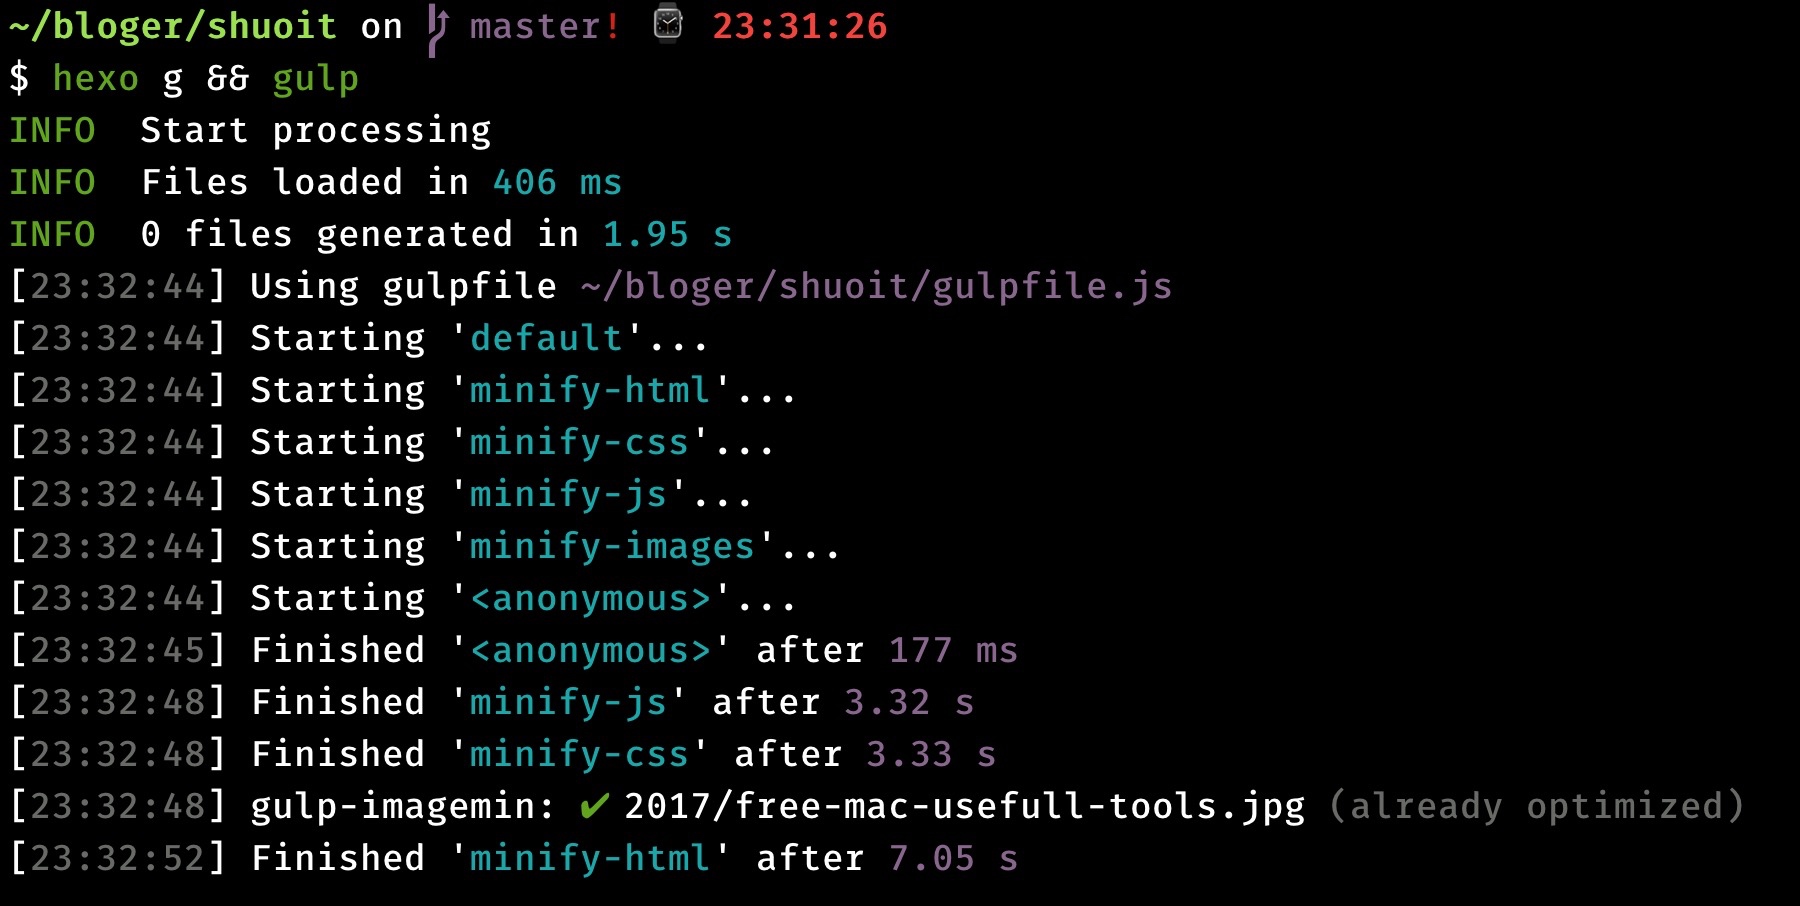 ~/bloger/shuoit on master! ⌚ 23:31:26
$ hexo g && gulp
INFO  Start processing
INFO  Files loaded in 406 ms
INFO  0 files generated in 1.95 s
[23:32:44] Using gulpfile ~/bloger/shuoit/gulpfile.js
[23:32:44] Starting 'default'...
[23:32:44] Starting 'minify-html'...
[23:32:44] Starting 'minify-css'...
[23:32:44] Starting 'minify-js'...
[23:32:44] Starting 'minify-images'...
[23:32:44] Starting '<anonymous>'...
[23:32:45] Finished '<anonymous>' after 177 ms
[23:32:48] Finished 'minify-js' after 3.32 s
[23:32:48] Finished 'minify-css' after 3.33 s
[23:32:48] gulp-imagemin: ✔ 2017/free-mac-usefull-tools.jpg (already optimized)
[23:32:52] Finished 'minify-html' after 7.05 s